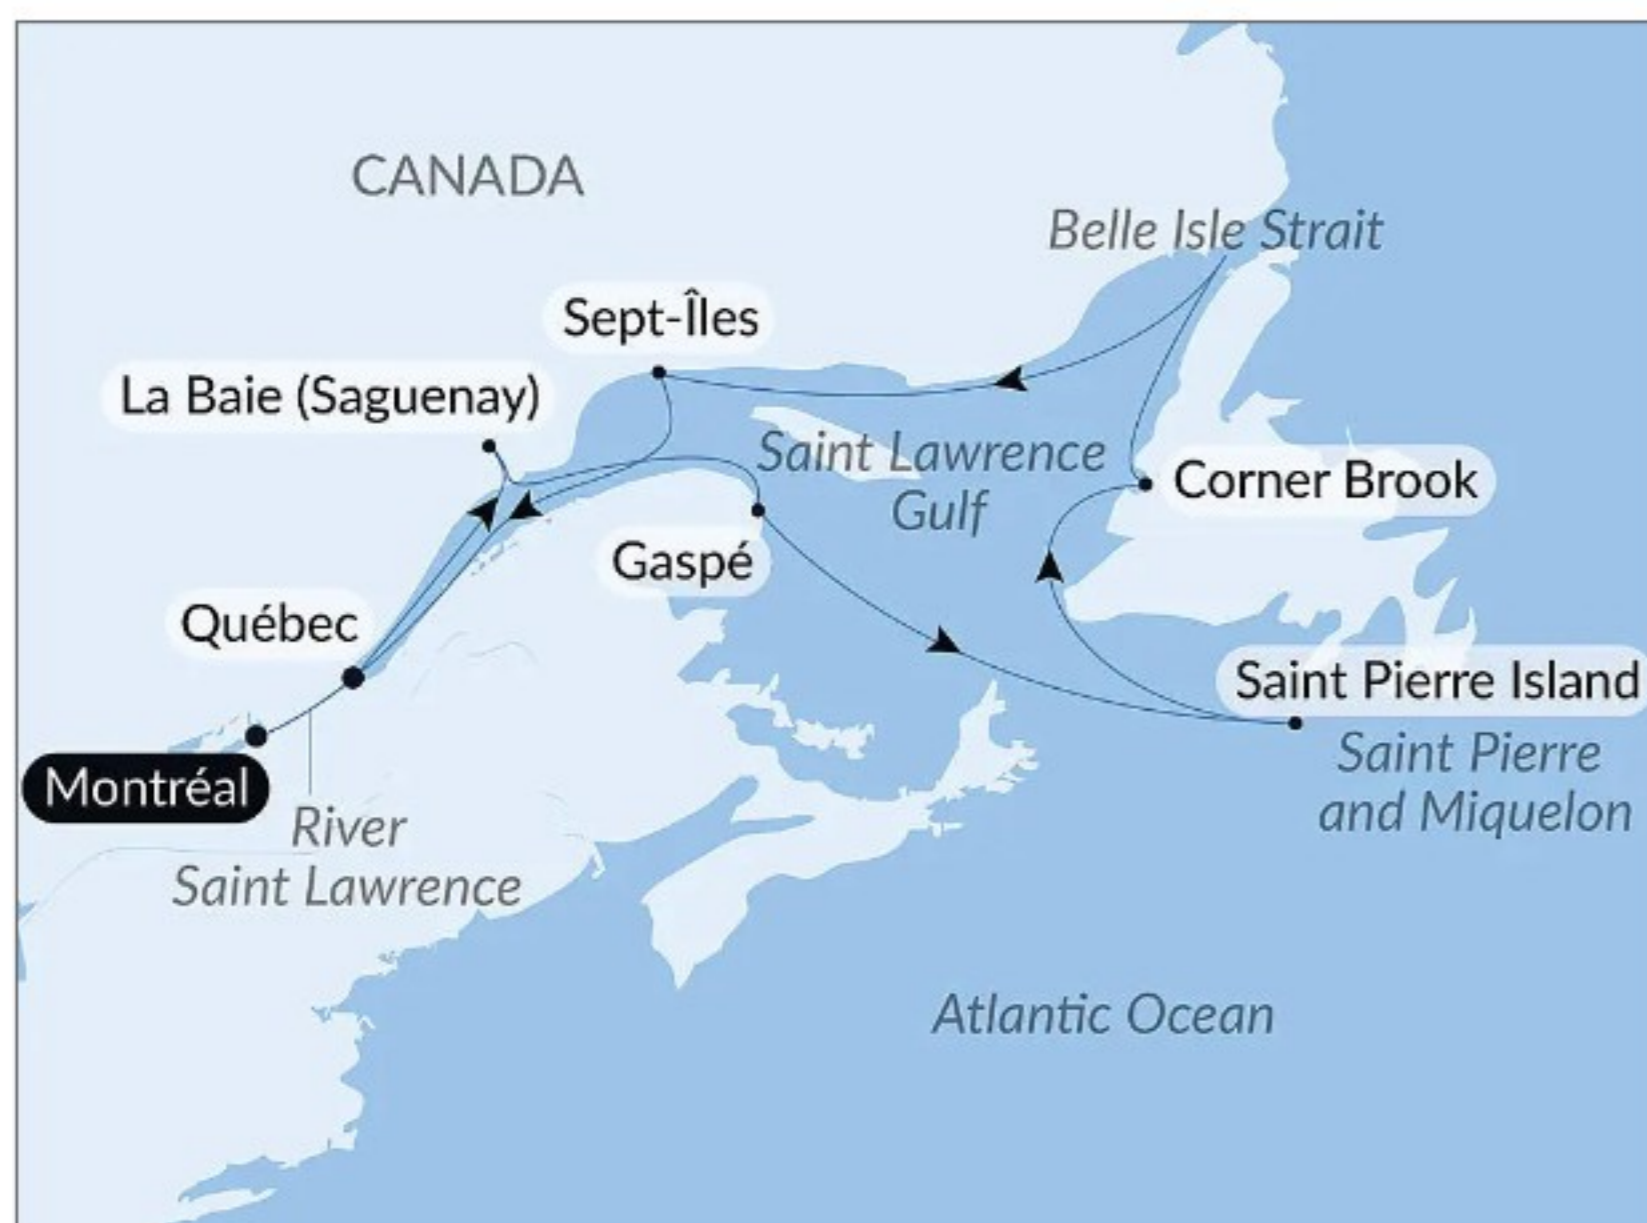 CANADA
Belle Isle Strait
Sept-Îles
La Baie (Saguenay)
Saint Lawrence
Gulf
Corner Brook
Gaspé
Québec
Saint Pierre Island
Saint Pierre
and Miquelon
Montréal
River
Saint Lawrence
Atlantic Ocean